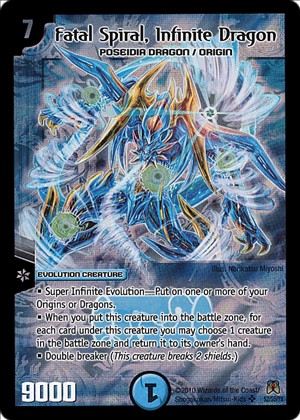 7
Fatal Spiral, Infinite Dragon
POSEIDIA DRAGON / ORIGIN
Illus. Norikatsu Miyoshi
EVOLUTION CREATURE
▪ Super Infinite Evolution—Put on one or more of your
Origins or Dragons.
▪ When you put this creature into the battle zone, for
each card under this creature you may choose 1 creature
in the battle zone and return it to its owner's hand.
▪ Double breaker (This creature breaks 2 shields.)
9000
1
©2010 Wizards of the Coast/
Shogakukan/Mitsui-Kids